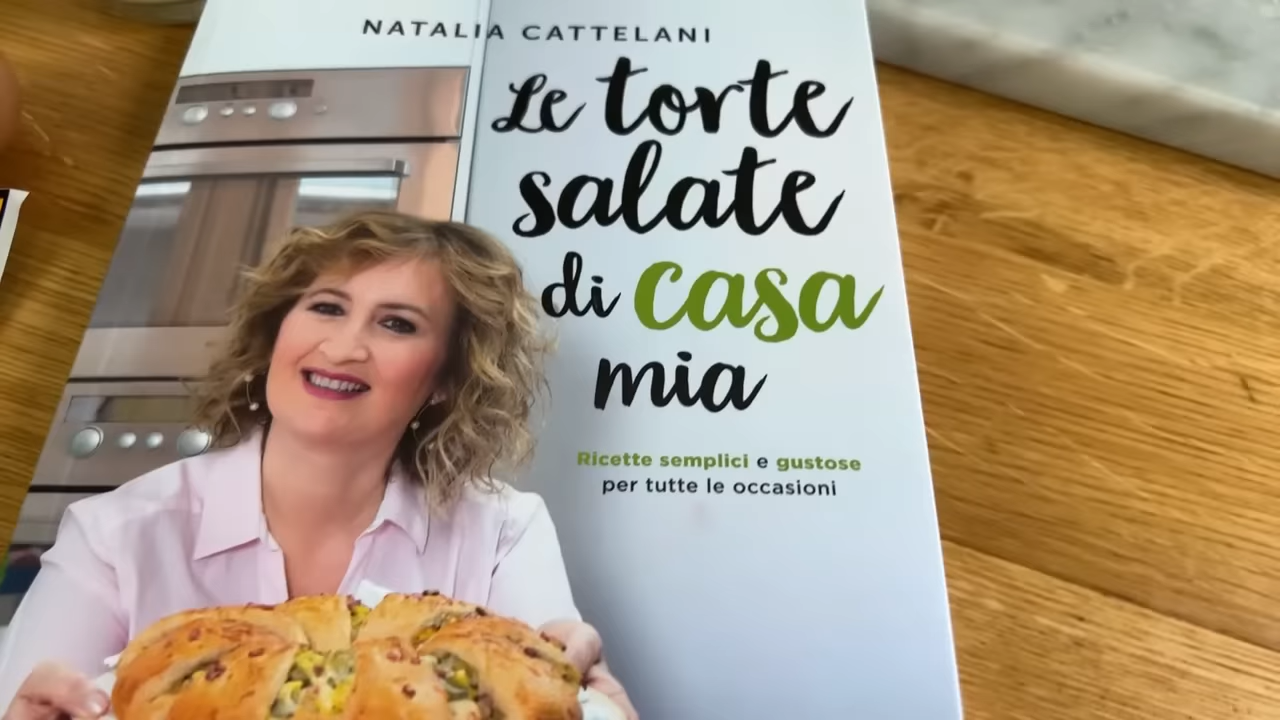 NATALIA CATTELANI
Le torte
salate
di casa
mia
Ricette semplici e gustose
per tutte le occasioni